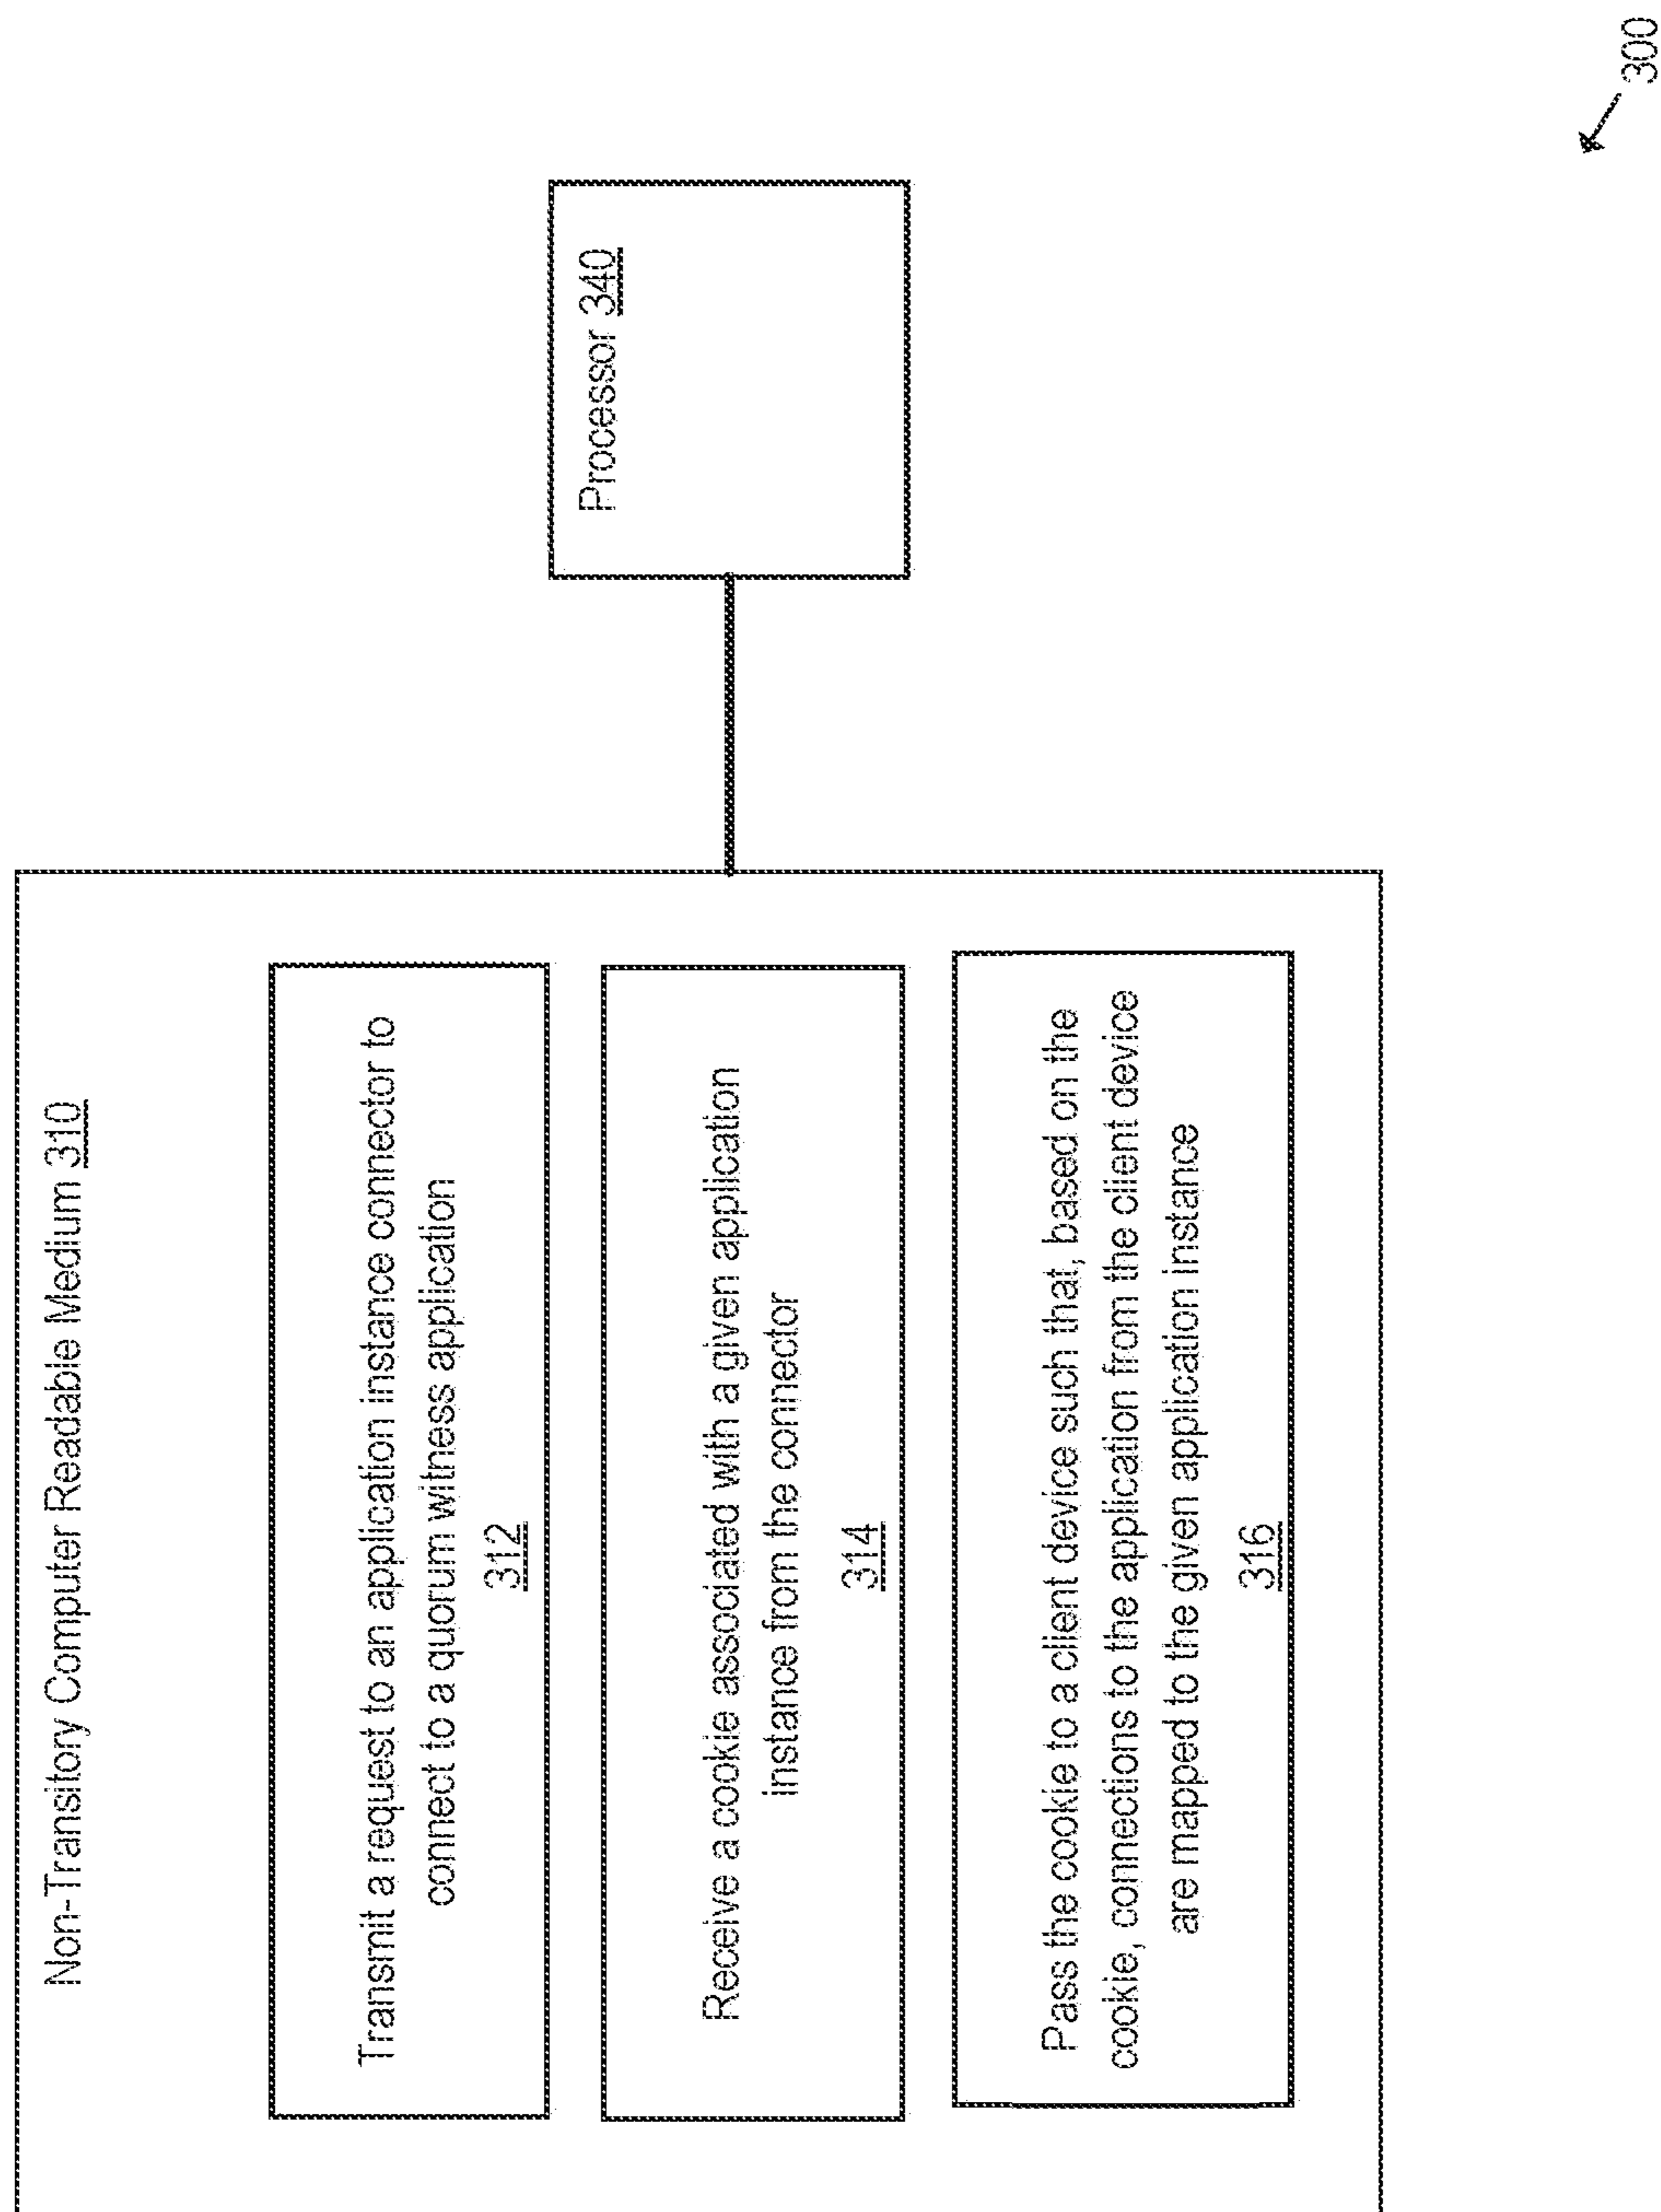 Non-Transitory Computer Readable Medium 310
Transmit a request to an application instance connector to
connect to a quorum witness application
312
Receive a cookie associated with a given application
instance from the connector
314
Pass the cookie to a client device such that, based on the
cookie, connections to the application from the client device
are mapped to the given application instance
316
Processor 340
300